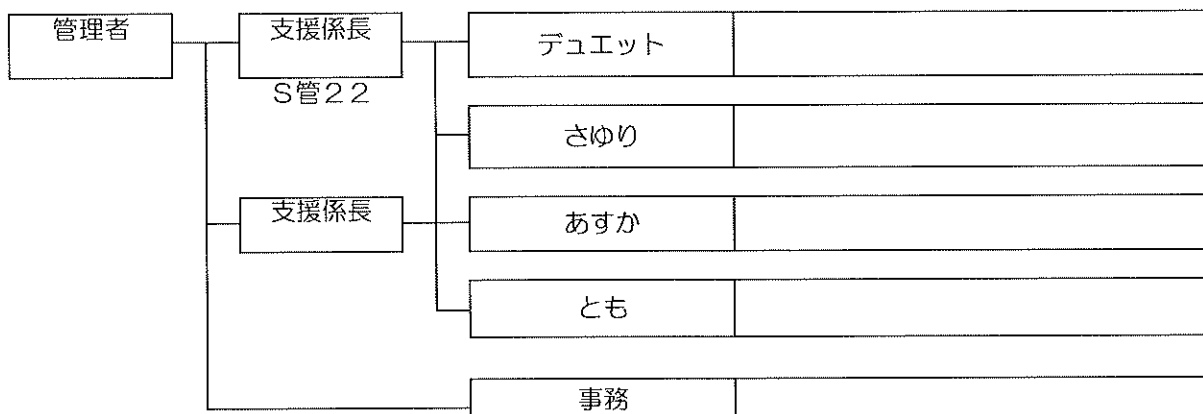 管理者
支援係長
S管22
デュエット
さゆり
支援係長
あすか
とも
事務